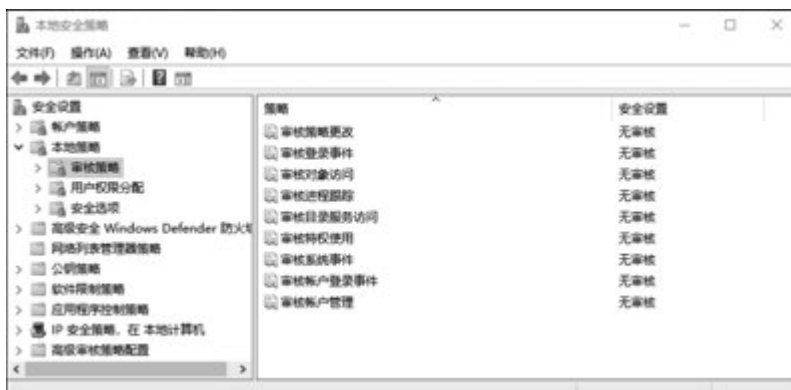 本地安全策略
文件(F) 操作(A) 查看(V) 帮助(H)
安全设置
帐户策略
本地策略
审核策略
用户权限分配
安全选项
高级安全 Windows Defender 防火墙
网络列表管理器策略
公钥策略
软件限制策略
应用程序控制策略
IP 安全策略，在 本地计算机
高级审核策略配置
策略 安全设置
审核策略更改 无审核
审核登录事件 无审核
审核对象访问 无审核
审核进程跟踪 无审核
审核目录服务访问 无审核
审核特权使用 无审核
审核系统事件 无审核
审核帐户登录事件 无审核
审核帐户管理 无审核